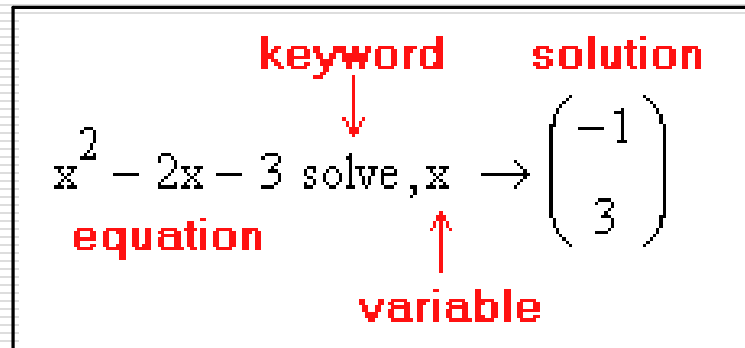 keyword solution
x² − 2x − 3 solve ,x → (−1
3)
equation
variable